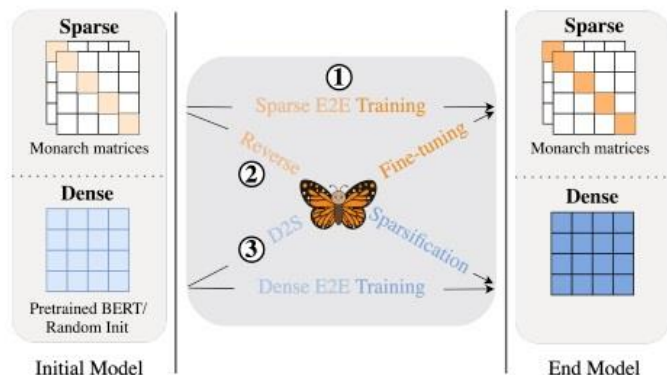 Sparse
Monarch matrices
Dense
Pretrained BERT/
Random Init
Initial Model
①
Sparse E2E Training
Reverse
②
Fine-tuning
③
D2S
Sparsification
Dense E2E Training
Sparse
Monarch matrices
Dense
End Model